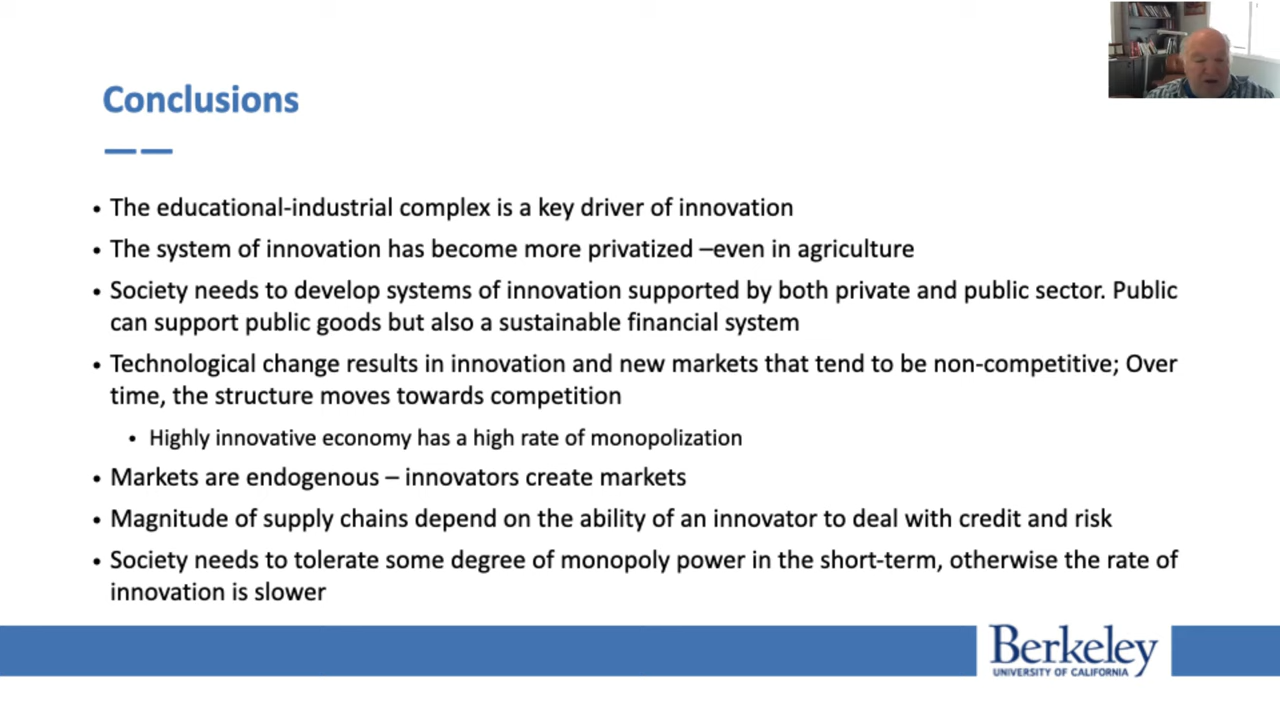 Conclusions
• The educational-industrial complex is a key driver of innovation
• The system of innovation has become more privatized –even in agriculture
• Society needs to develop systems of innovation supported by both private and public sector. Public
can support public goods but also a sustainable financial system
• Technological change results in innovation and new markets that tend to be non-competitive; Over
time, the structure moves towards competition
• Highly innovative economy has a high rate of monopolization
• Markets are endogenous – innovators create markets
• Magnitude of supply chains depend on the ability of an innovator to deal with credit and risk
• Society needs to tolerate some degree of monopoly power in the short-term, otherwise the rate of
innovation is slower
Berkeley
UNIVERSITY OF CALIFORNIA